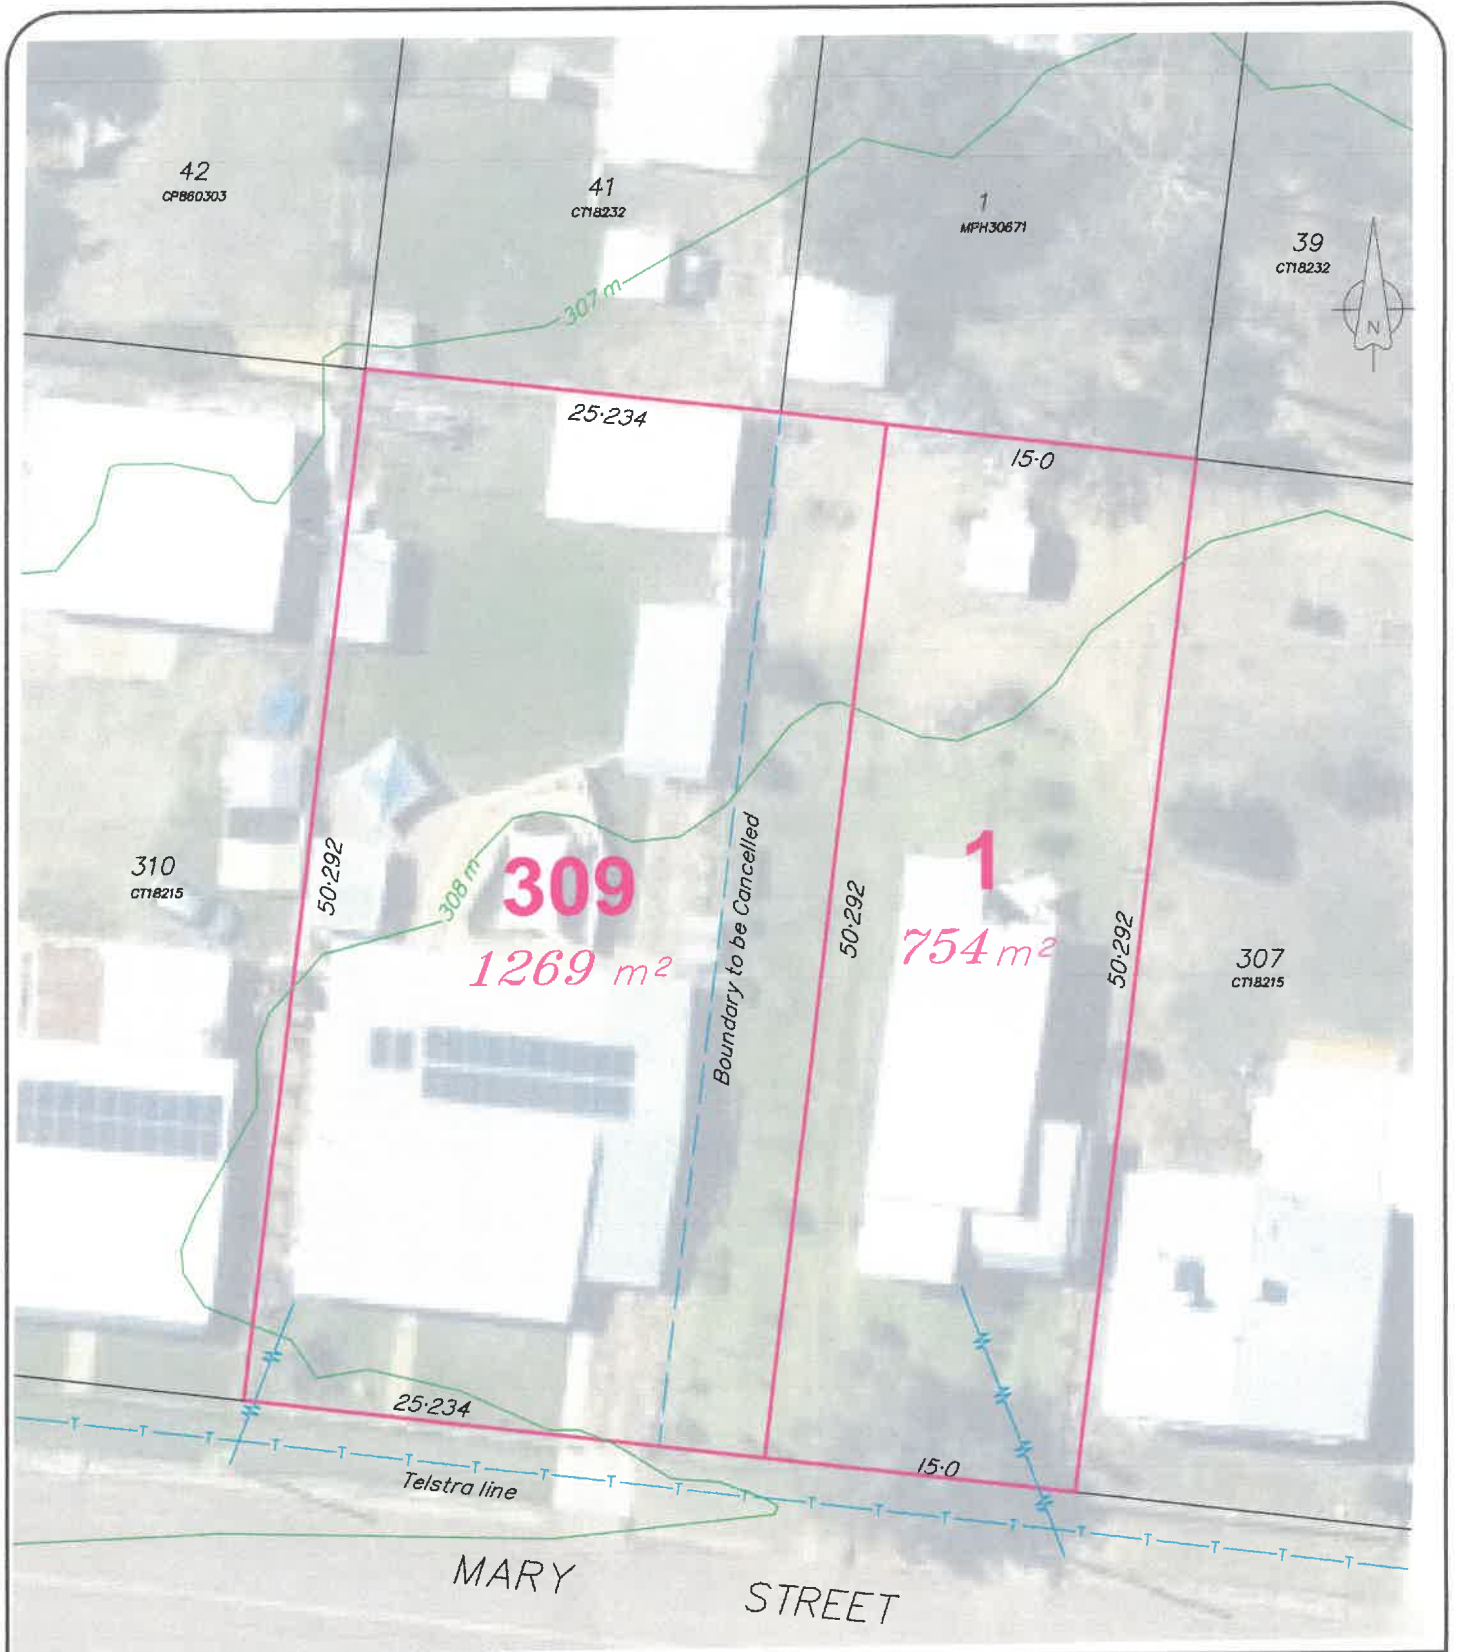 42
CP860303
41
CT18232
1
MPH30671
39
CT18232
N
307 m
25·234
15·0
50·292
308 m
309
1269 m²
Boundary to be Cancelled
50·292
1
754 m²
50·292
310
CT18215
307
CT18215
25·234
15·0
T T T T T T T T T T T T T T T T T T T T
Telstra line
MARY STREET